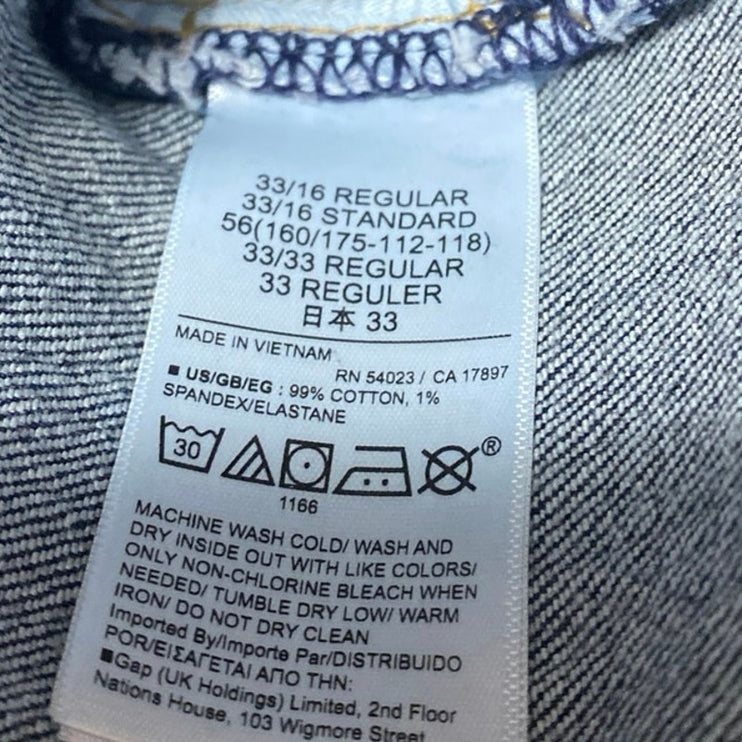 33/16 REGULAR
33/16 STANDARD
56(160/175-112-118)
33/33 REGULAR
33 REGULER
日本 33
MADE IN VIETNAM
RN 54023 / CA 17897
■ US/GB/EG : 99% COTTON, 1%
SPANDEX/ELASTANE
30
®
1166
MACHINE WASH COLD/ WASH AND
DRY INSIDE OUT WITH LIKE COLORS/
ONLY NON-CHLORINE BLEACH WHEN
NEEDED/ TUMBLE DRY LOW/ WARM
IRON/ DO NOT DRY CLEAN
Imported By/Importe Par/DISTRIBUIDO
POR/ΕΙΣΑΓΕΤΑΙ ΑΠΟ ΤΗΝ:
■Gap (UK Holdings) Limited, 2nd Floor
Nations House, 103 Wigmore Street